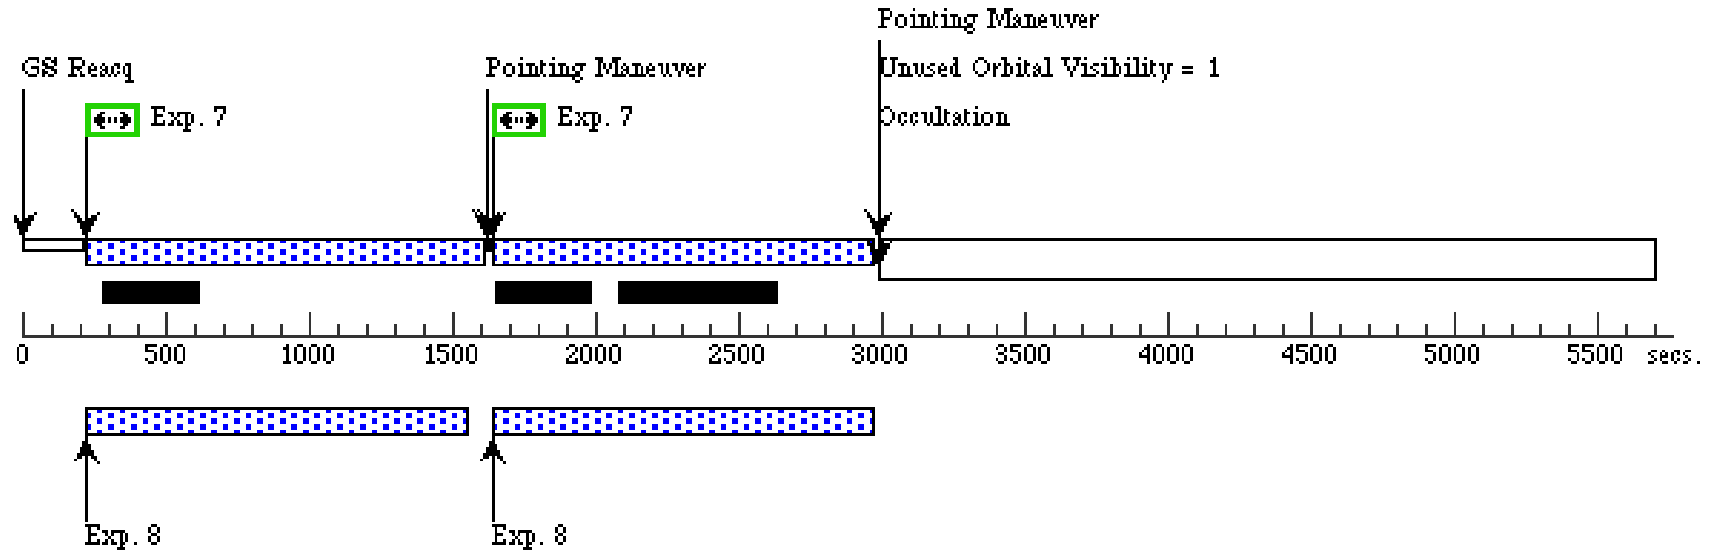 Pointing Maneuver
GS Reacq
Pointing Maneuver
Unused Orbital Visibility = 1
Exp. 7
Exp. 7
Occultation
0 500 1000 1500 2000 2500 3000 3500 4000 4500 5000 5500 secs.
Exp. 8
Exp. 8